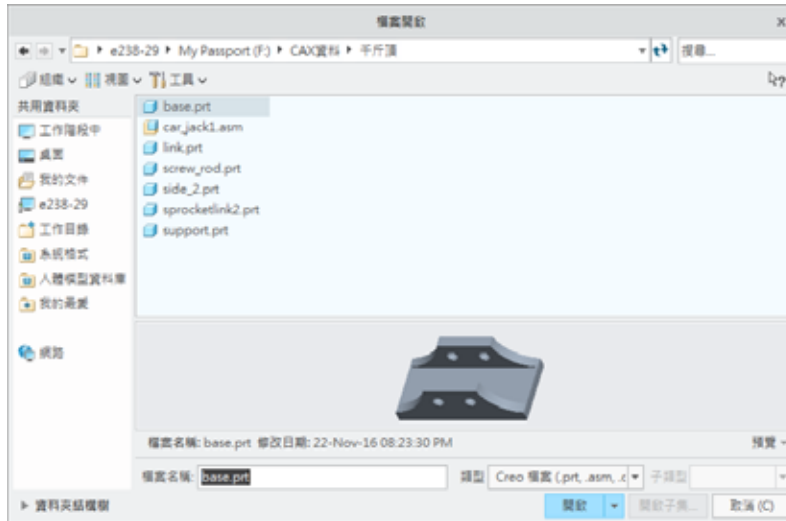 檔案開啟
e238-29 ▸ My Passport (F:) ▸ CAX資料 ▸ 千斤頂
搜尋...
組織 視圖 工具
共用資料夾
工作階段中
桌面
我的文件
e238-29
工作目錄
系統格式
人體模型資料庫
我的最愛
網路
base.prt
car_jack1.asm
link.prt
screw_rod.prt
side_2.prt
sprocketlink2.prt
support.prt
檔案名稱: base.prt 修改日期: 22-Nov-16 08:23:30 PM
預覽
檔案名稱: base.prt
類型 Creo 檔案 (.prt, .asm, .c
子類型
資料夾結構樹
開啟
開啟子集...
取消 (C)